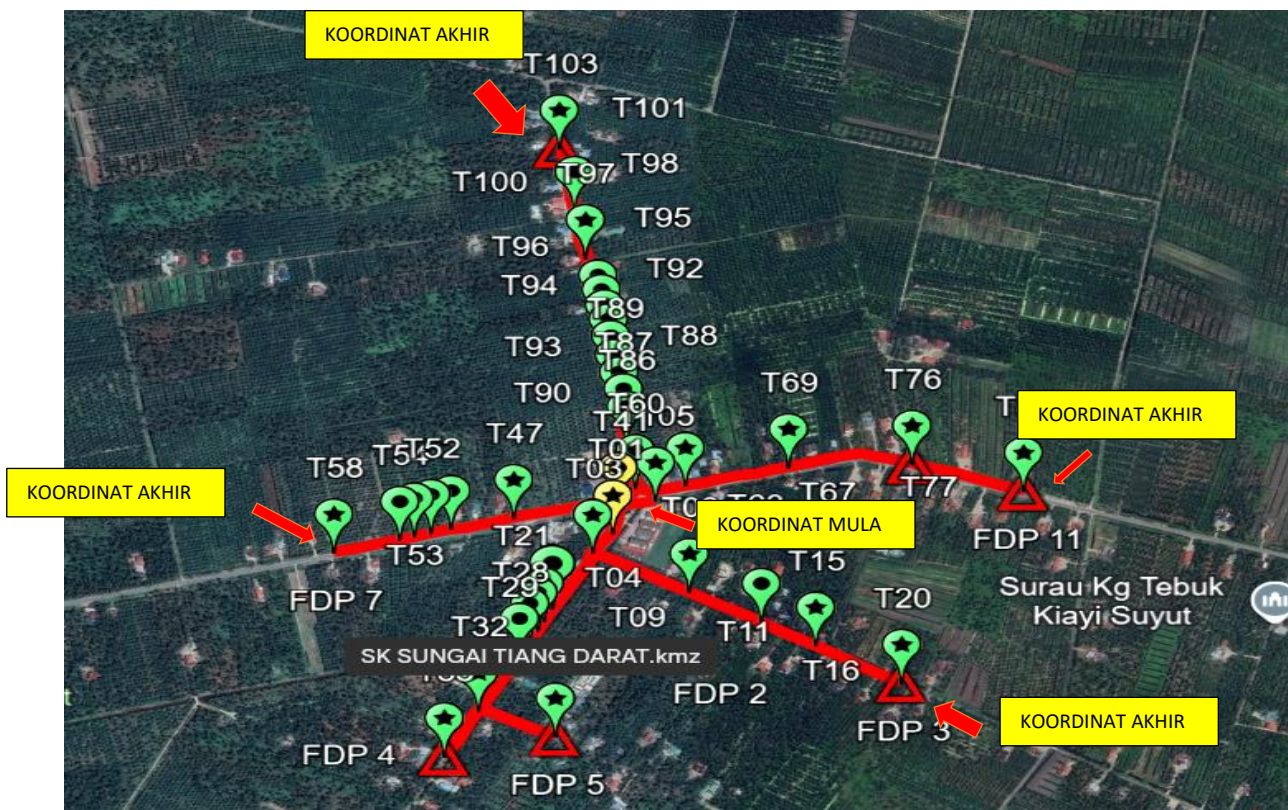 KOORDINAT AKHIR
T103
T101
T98
T97
T100
T95
T96
T92
T94
T89
T88
T87
T93
T86
T69
T76
T60
T90
T05
T41
KOORDINAT AKHIR
T52
T47
T01
T58
T03
T77
KOORDINAT AKHIR
T67
KOORDINAT MULA
T21
FDP 11
T53
T15
T28
T04
Surau Kg Tebuk
Kiayi Suyut
T29
FDP 7
T09
T20
T32
T11
SK SUNGAI TIANG DARAT.kmz
T16
FDP 2
FDP 3
KOORDINAT AKHIR
FDP 4
FDP 5